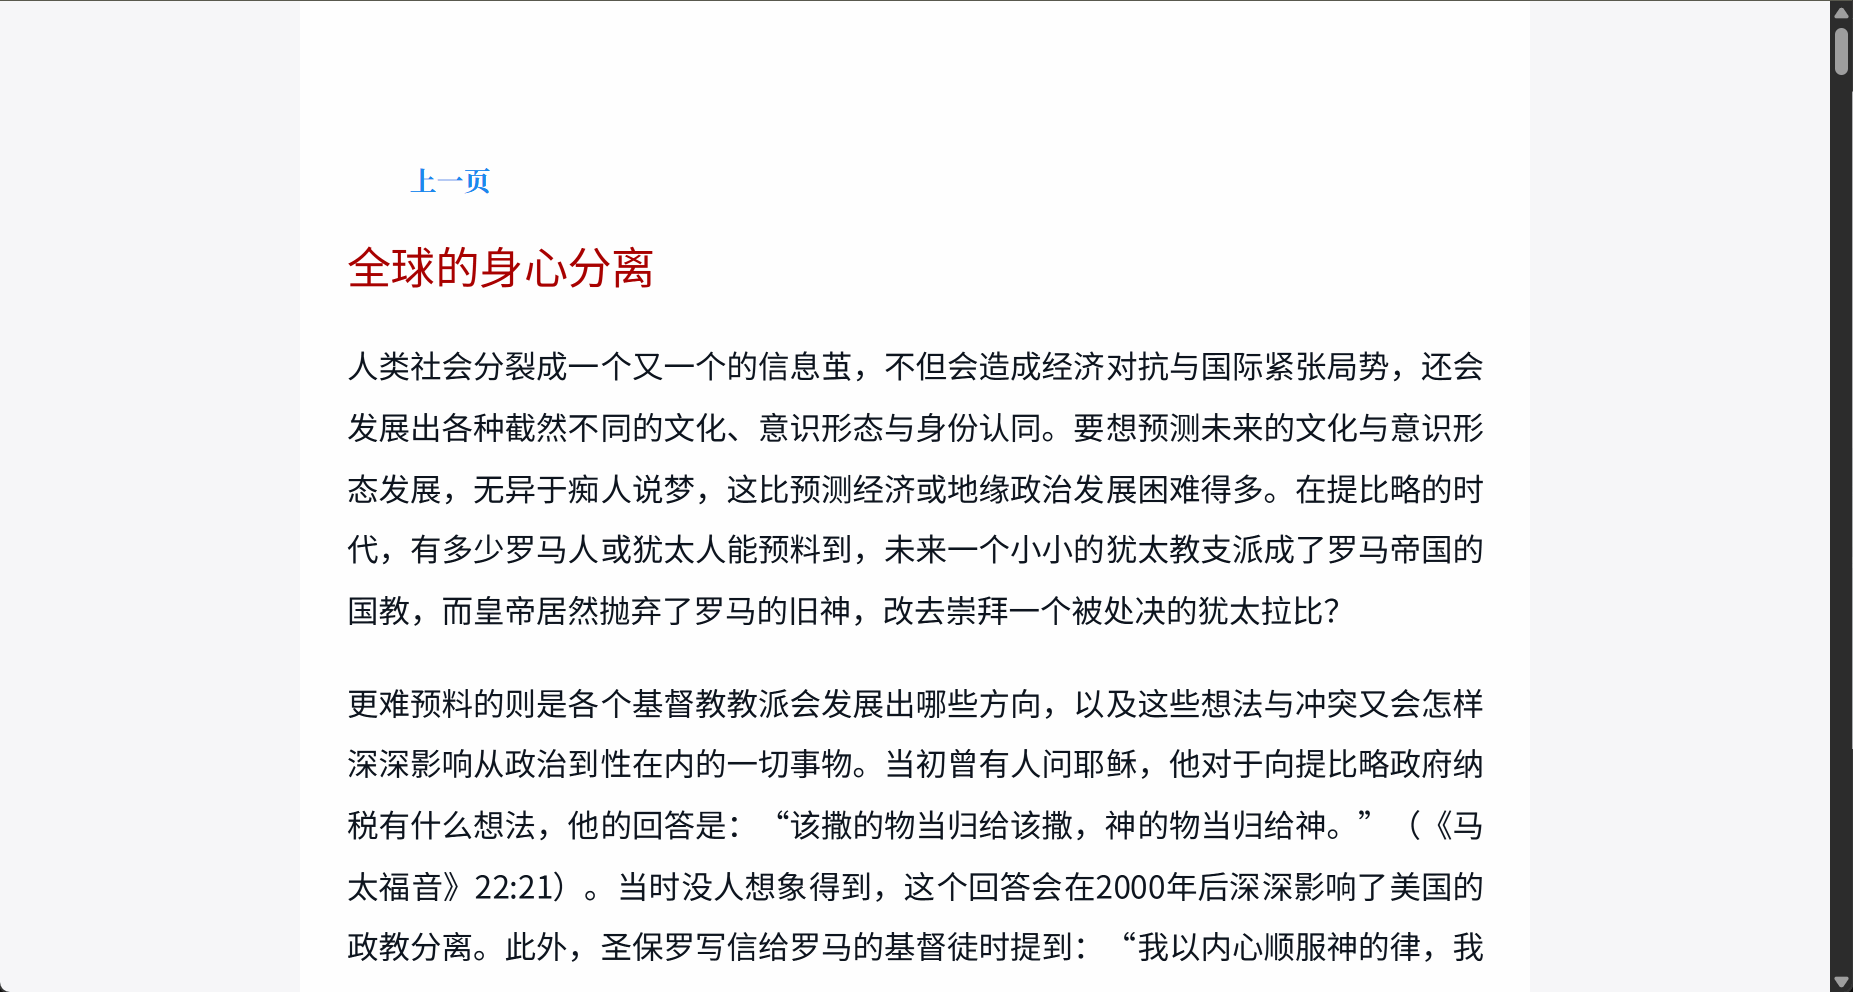 上一页
全球的身心分离
人类社会分裂成一个又一个的信息茧，不但会造成经济对抗与国际紧张局势，还会
发展出各种截然不同的文化、意识形态与身份认同。要想预测未来的文化与意识形
态发展，无异于痴人说梦，这比预测经济或地缘政治发展困难得多。在提比略的时
代，有多少罗马人或犹太人能预料到，未来一个小小的犹太教支派成了罗马帝国的
国教，而皇帝居然抛弃了罗马的旧神，改去崇拜一个被处决的犹太拉比？
更难预料的则是各个基督教教派会发展出哪些方向，以及这些想法与冲突又会怎样
深深影响从政治到性在内的一切事物。当初曾有人问耶稣，他对于向提比略政府纳
税有什么想法，他的回答是：“该撒的物当归给该撒，神的物当归给神。”（《马
太福音》22:21）。当时没人想象得到，这个回答会在2000年后深深影响了美国的
政教分离。此外，圣保罗写信给罗马的基督徒时提到：“我以内心顺服神的律，我